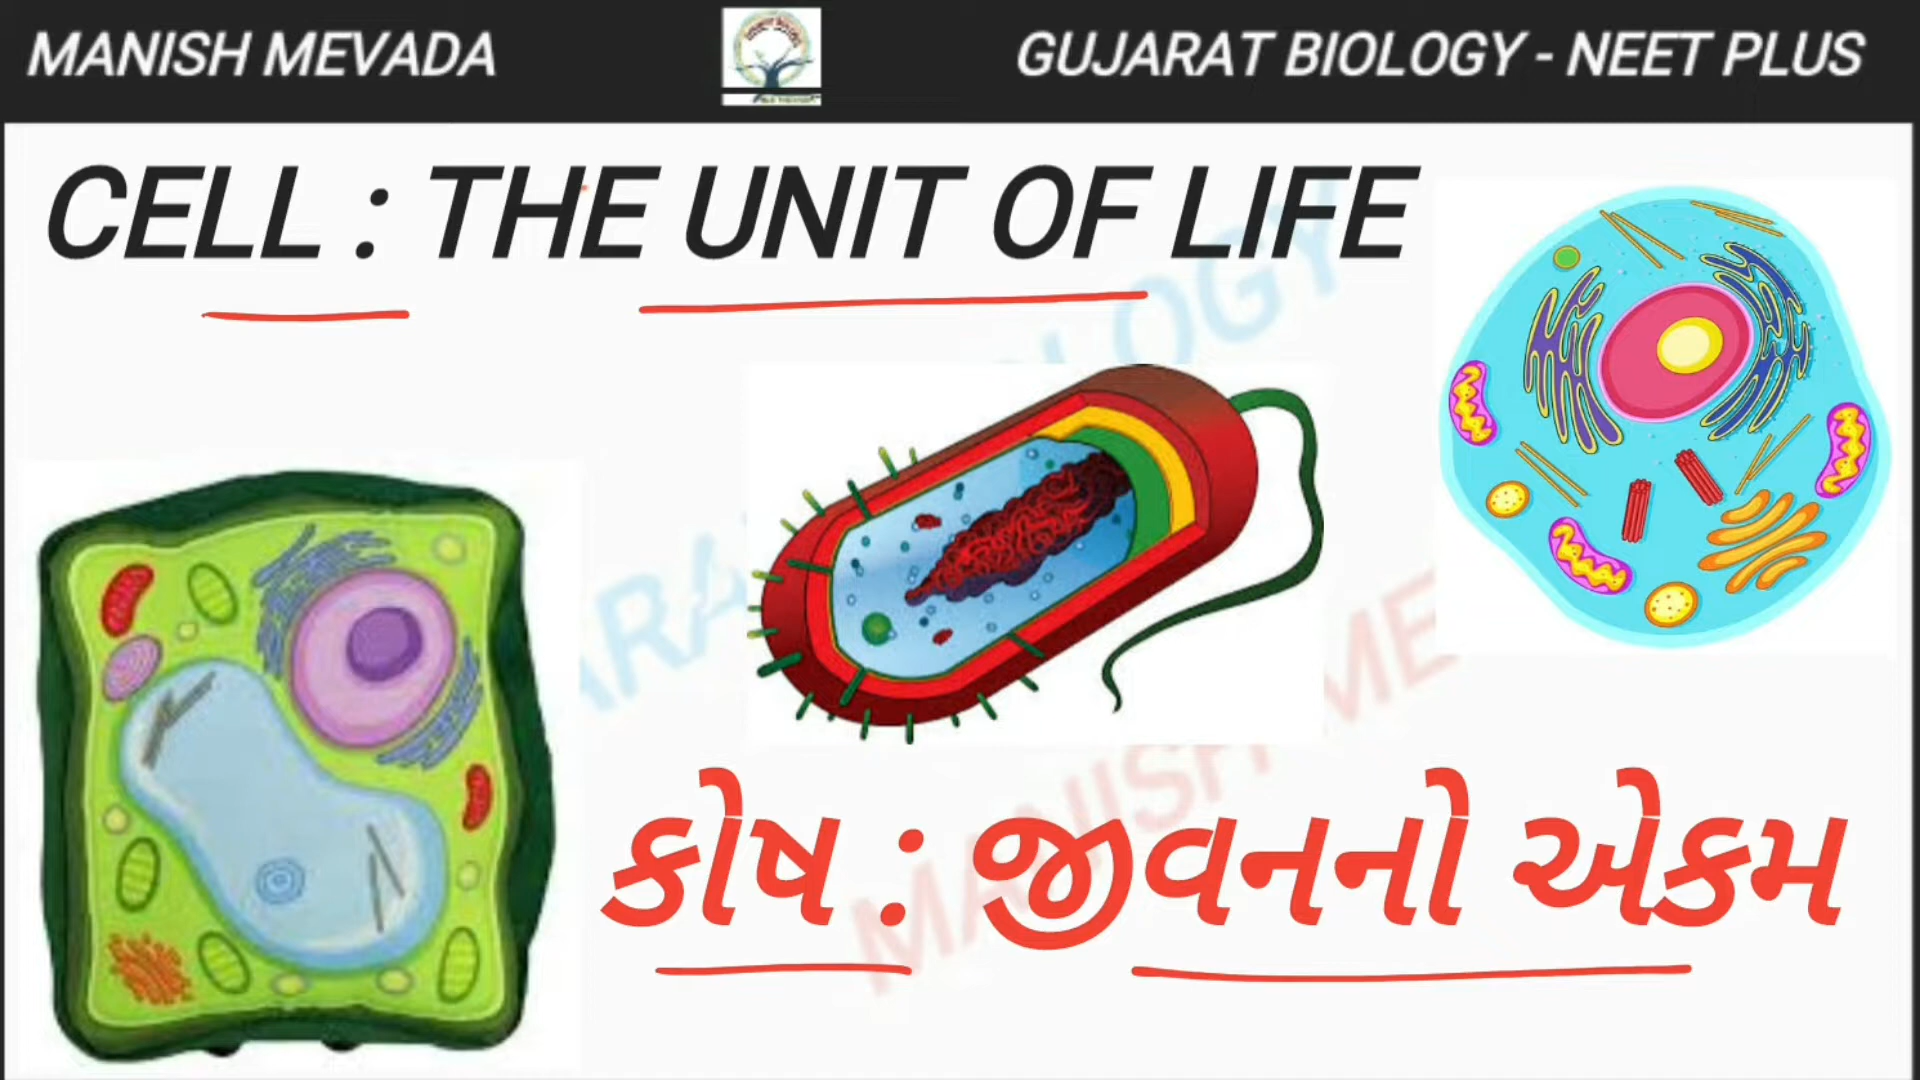 MANISH MEVADA
GUJARAT BIOLOGY - NEET PLUS
CELL : THE UNIT OF LIFE
કોષ : જીવનનો એકમ